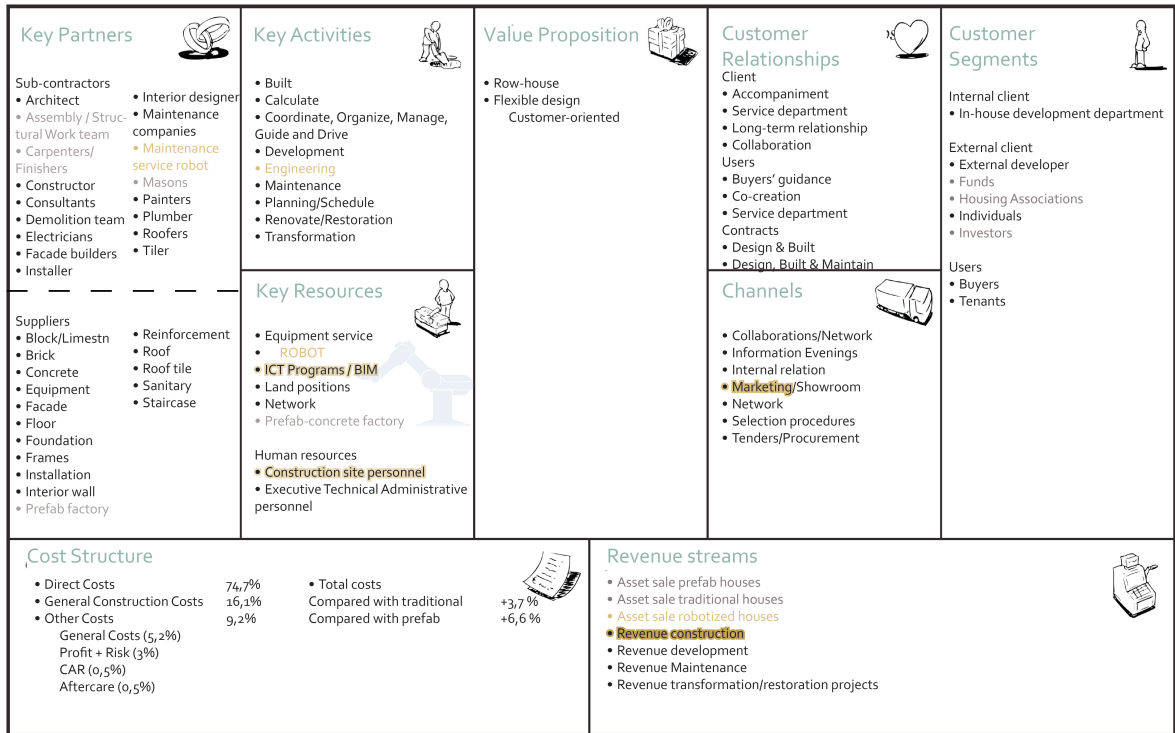 Key Partners
Sub-contractors
• Architect
• Assembly / Struc-
tural Work team
• Carpenters/
Finishers
• Constructor
• Consultants
• Demolition team
• Electricians
• Facade builders
• Installer
• Interior designer
• Maintenance
companies
• Maintenance
service robot
• Masons
• Painters
• Plumber
• Roofers
• Tiler
Suppliers
• Block/Limestn
• Brick
• Concrete
• Equipment
• Facade
• Floor
• Foundation
• Frames
• Installation
• Interior wall
• Prefab factory
• Reinforcement
• Roof
• Roof tile
• Sanitary
• Staircase
Key Activities
• Built
• Calculate
• Coordinate, Organize, Manage,
Guide and Drive
• Development
• Engineering
• Maintenance
• Planning/Schedule
• Renovate/Restoration
• Transformation
Key Resources
• Equipment service
• ROBOT
• ICT Programs / BIM
• Land positions
• Network
• Prefab-concrete factory
Human resources
• Construction site personnel
• Executive Technical Administrative
personnel
Value Proposition
• Row-house
• Flexible design
Customer-oriented
Customer
Relationships
Client
• Accompaniment
• Service department
• Long-term relationship
• Collaboration
Users
• Buyers' guidance
• Co-creation
• Service department
Contracts
• Design & Built
• Design, Built & Maintain
Channels
• Collaborations/Network
• Information Evenings
• Internal relation
• Marketing/Showroom
• Network
• Selection procedures
• Tenders/Procurement
Customer
Segments
Internal client
• In-house development department
External client
• External developer
• Funds
• Housing Associations
• Individuals
• Investors
Users
• Buyers
• Tenants
Cost Structure
• Direct Costs 74,7%
• General Construction Costs 16,1%
• Other Costs 9,2%
General Costs (5,2%)
Profit + Risk (3%)
CAR (0,5%)
Aftercare (0,5%)
• Total costs
Compared with traditional +3,7 %
Compared with prefab +6,6 %
Revenue streams
• Asset sale prefab houses
• Asset sale traditional houses
• Asset sale robotized houses
• Revenue construction
• Revenue development
• Revenue Maintenance
• Revenue transformation/restoration projects